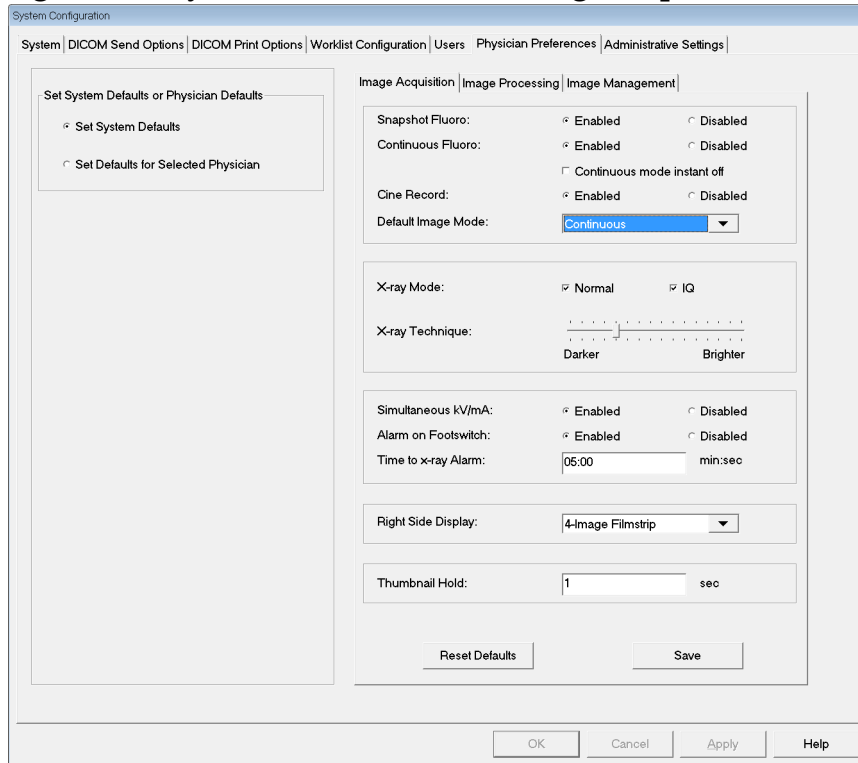 System Configuration
System DICOM Send Options DICOM Print Options Worklist Configuration Users Physician Preferences Administrative Settings
Set System Defaults or Physician Defaults
Set System Defaults
Set Defaults for Selected Physician
Image Acquisition Image Processing Image Management
Snapshot Fluoro: Enabled Disabled
Continuous Fluoro: Enabled Disabled
Continuous mode instant off
Cine Record: Enabled Disabled
Default Image Mode: Continuous
X-ray Mode: Normal IQ
X-ray Technique:
Darker Brighter
Simultaneous kV/mA: Enabled Disabled
Alarm on Footswitch: Enabled Disabled
Time to x-ray Alarm: 05:00 min:sec
Right Side Display: 4-Image Filmstrip
Thumbnail Hold: 1 sec
Reset Defaults Save
OK Cancel Apply Help